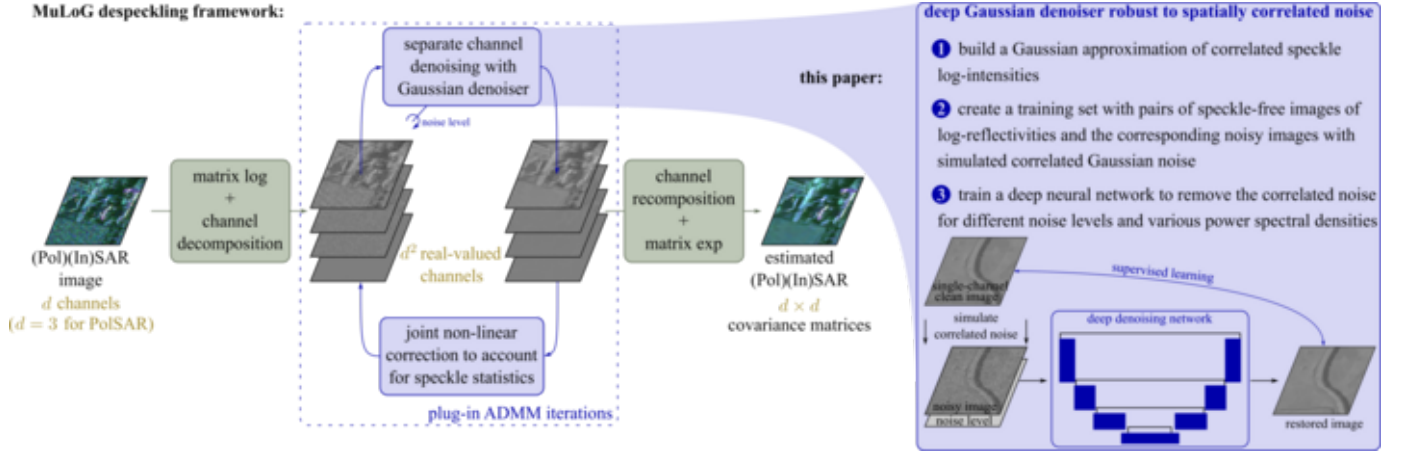 MuLoG despeckling framework:
separate channel
denoising with
Gaussian denoiser
noise level
matrix log
+
channel
decomposition
(Pol)(In)SAR
image
d channels
(d = 3 for PolSAR)
d² real-valued
channels
joint non-linear
correction to account
for speckle statistics
plug-in ADMM iterations
channel
recomposition
+
matrix exp
estimated
(Pol)(In)SAR
d × d
covariance matrices
this paper:
deep Gaussian denoiser robust to spatially correlated noise
1 build a Gaussian approximation of correlated speckle
log-intensities
2 create a training set with pairs of speckle-free images of
log-reflectivities and the corresponding noisy images with
simulated correlated Gaussian noise
3 train a deep neural network to remove the correlated noise
for different noise levels and various power spectral densities
single-channel
clean image
supervised learning
simulate
correlated noise
deep denoising network
noisy image
noise level
restored image